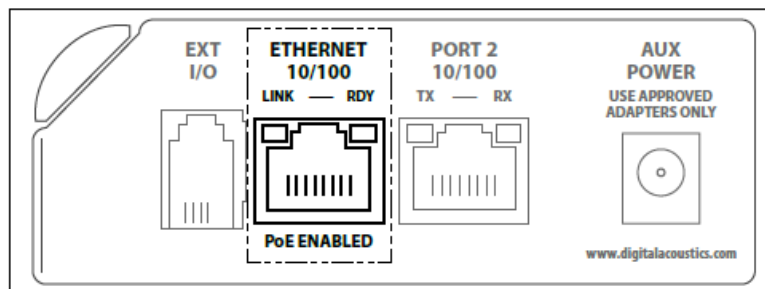 EXT
I/O
ETHERNET
10/100
LINK — RDY
PoE ENABLED
PORT 2
10/100
TX — RX
AUX
POWER
USE APPROVED
ADAPTERS ONLY
www.digitalacoustics.com